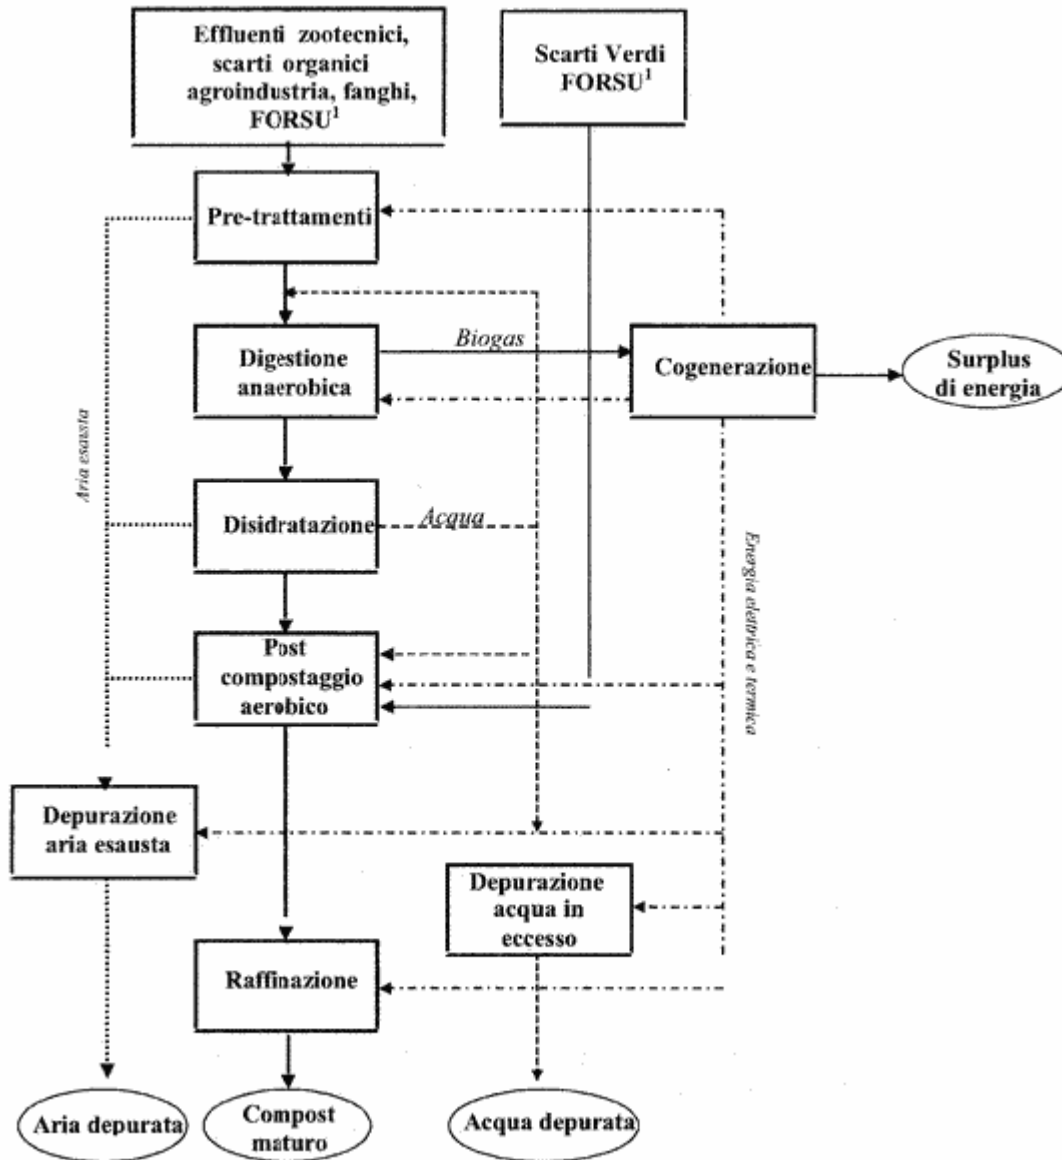 Effluenti zootecnici,
scarti organici
agroindustria, fanghi,
FORSU¹
Scarti Verdi
FORSU¹
Pre-trattamenti
Digestione
anaerobica
Biogas
Cogenerazione
Surplus
di energia
Aria esausta
Disidratazione
Acqua
Energia elettrica e termica
Post
compostaggio
aerobico
Depurazione
aria esausta
Depurazione
acqua in
eccesso
Raffinazione
Aria depurata
Compost
maturo
Acqua depurata